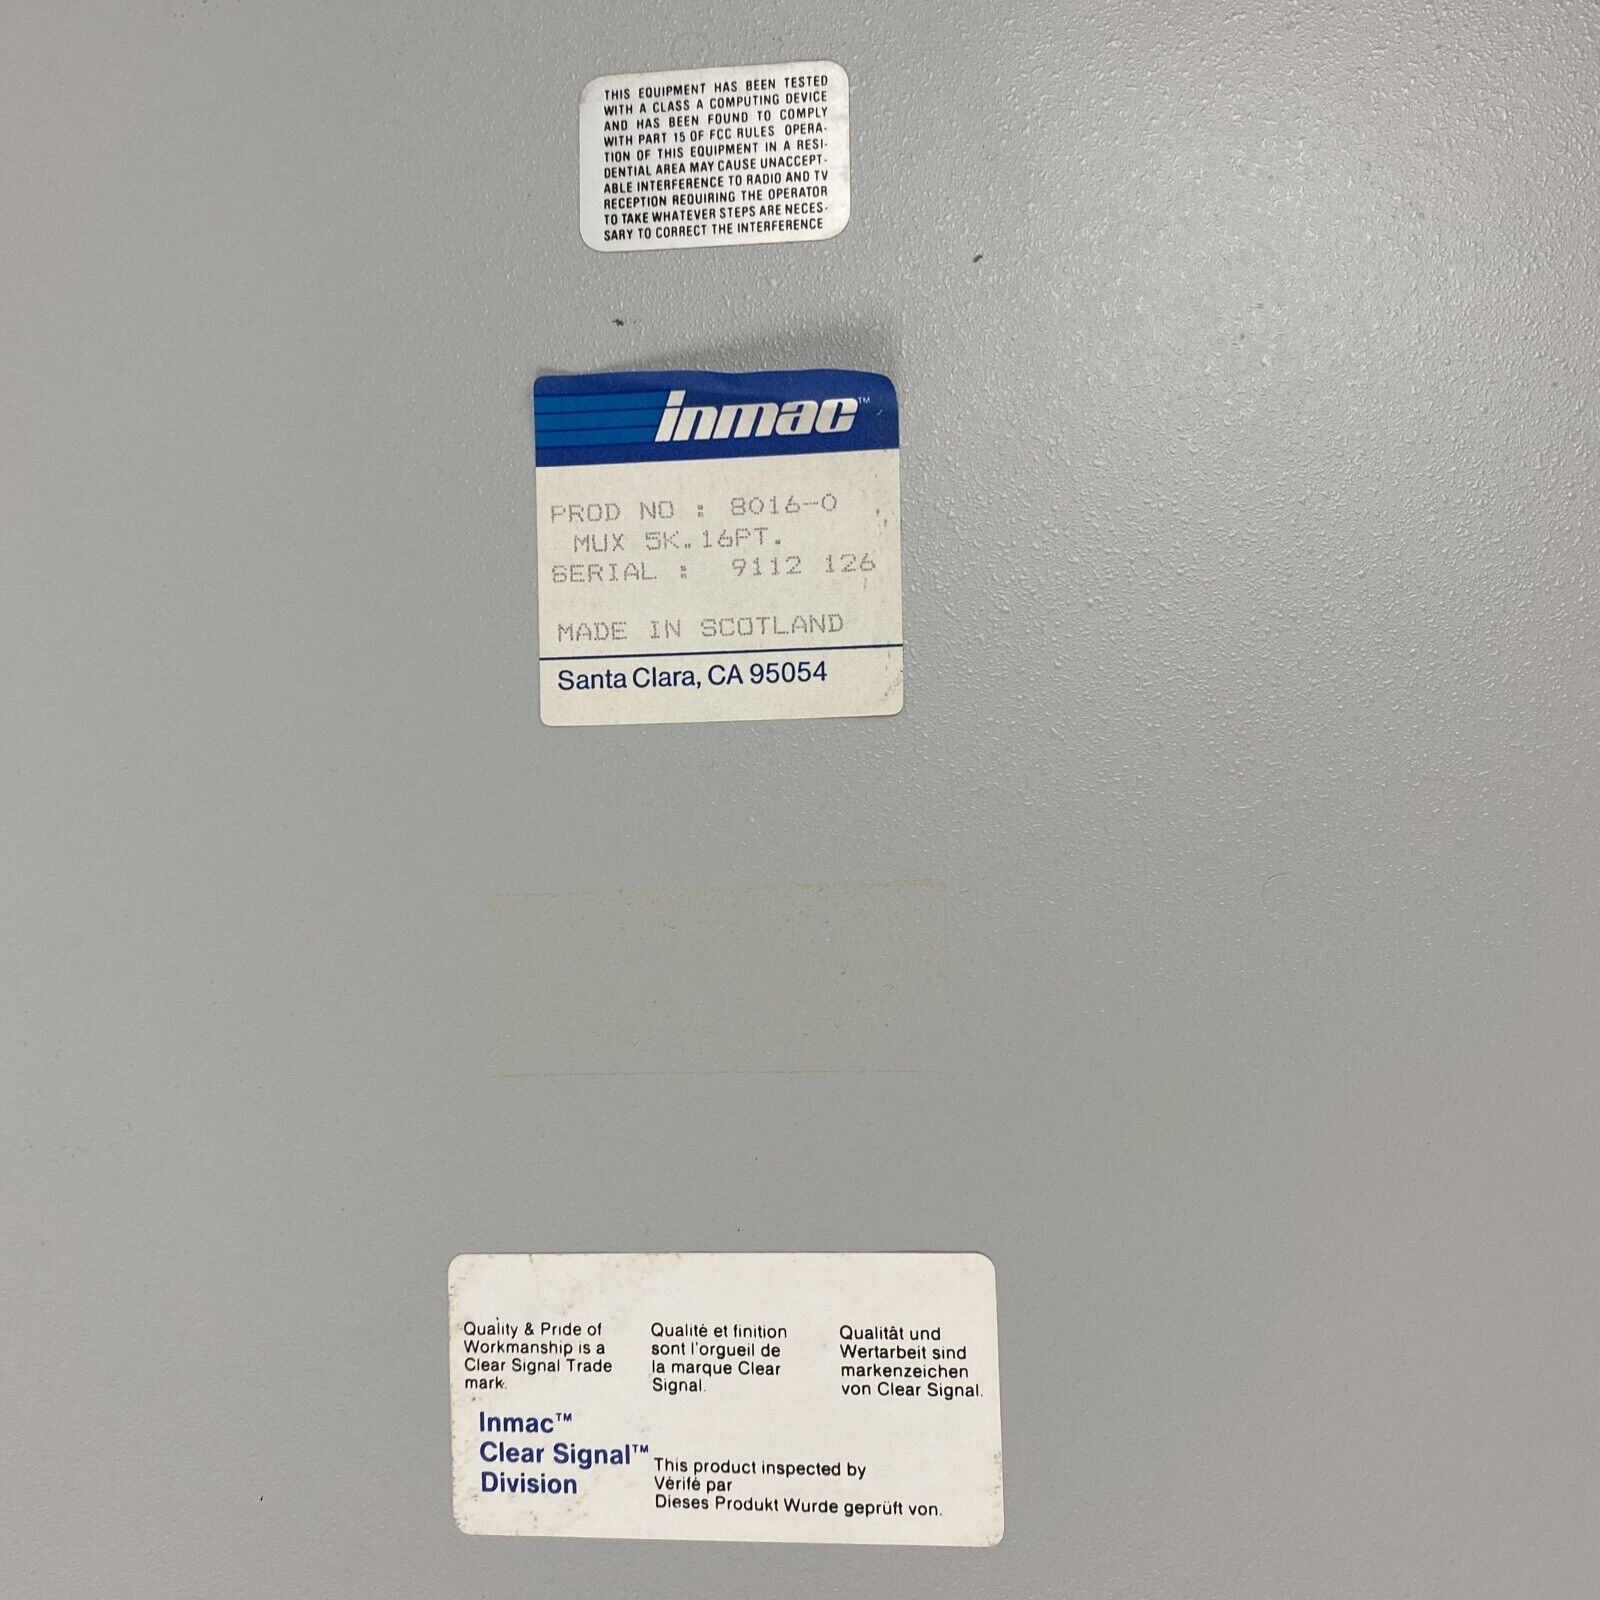 THIS EQUIPMENT HAS BEEN TESTED
WITH A CLASS A COMPUTING DEVICE
AND HAS BEEN FOUND TO COMPLY
WITH PART 15 OF FCC RULES OPERA-
TION OF THIS EQUIPMENT IN A RESI-
DENTIAL AREA MAY CAUSE UNACCEPT-
ABLE INTERFERENCE TO RADIO AND TV
RECEPTION REQUIRING THE OPERATOR
TO TAKE WHATEVER STEPS ARE NECES-
SARY TO CORRECT THE INTERFERENCE
inmac™
PROD NO : 8016-0
MUX 5K.16PT.
SERIAL : 9112 126
MADE IN SCOTLAND
Santa Clara, CA 95054
Quality & Pride of
Workmanship is a
Clear Signal Trade
mark.
Qualité et finition
sont l'orgueil de
la marque Clear
Signal.
Qualitât und
Wertarbeit sind
markenzeichen
von Clear Signal.
Inmac™
Clear Signal™
Division
This product inspected by
Vérifé par
Dieses Produkt Wurde geprüft von.